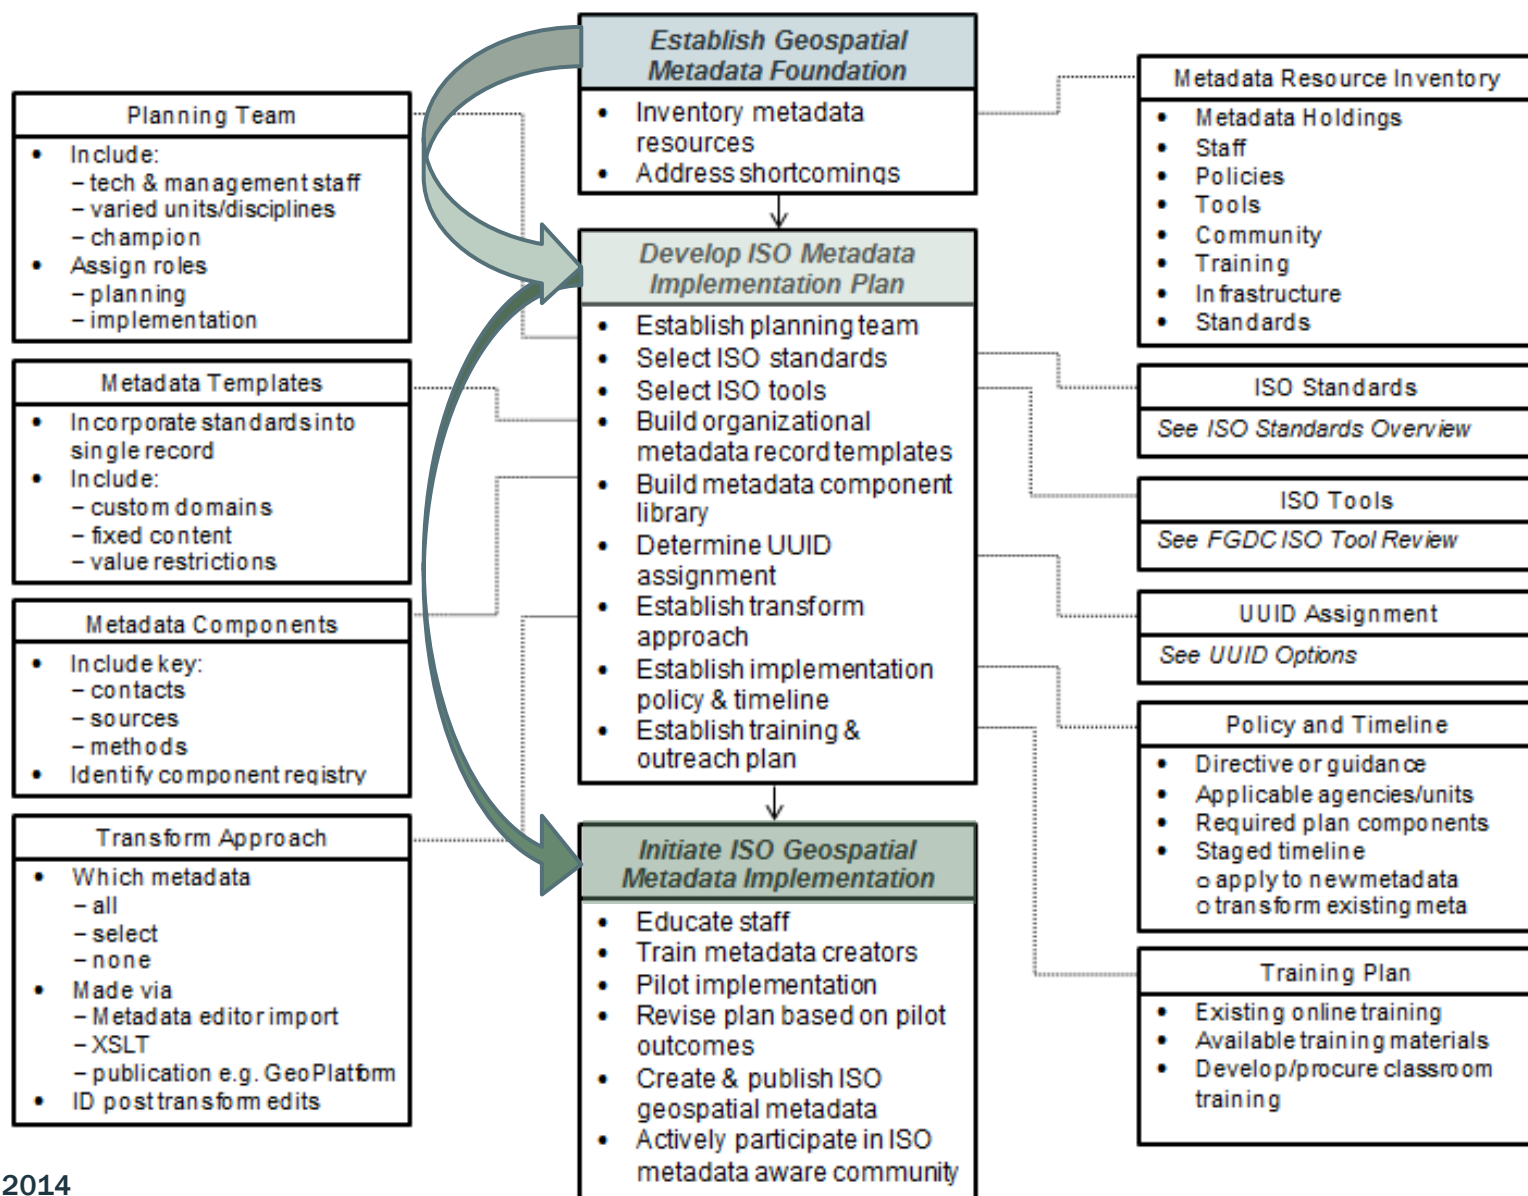 Establish Geospatial
Metadata Foundation
• Inventory metadata
resources
• Address shortcomings
Planning Team
• Include:
– tech & management staff
– varied units/disciplines
– champion
• Assign roles
– planning
– implementation
Metadata Templates
• Incorporate standards into
single record
• Include:
– custom domains
– fixed content
– value restrictions
Metadata Components
• Include key:
– contacts
– sources
– methods
• Identify component registry
Transform Approach
• Which metadata
– all
– select
– none
• Made via
– Metadata editor import
– XSLT
– publication e.g. GeoPlatform
• ID post transform edits
Develop ISO Metadata
Implementation Plan
• Establish planning team
• Select ISO standards
• Select ISO tools
• Build organizational
metadata record templates
• Build metadata component
library
• Determine UUID
assignment
• Establish transform
approach
• Establish implementation
policy & timeline
• Establish training &
outreach plan
Initiate ISO Geospatial
Metadata Implementation
• Educate staff
• Train metadata creators
• Pilot implementation
• Revise plan based on pilot
outcomes
• Create & publish ISO
geospatial metadata
• Actively participate in ISO
metadata aware community
Metadata Resource Inventory
• Metadata Holdings
• Staff
• Policies
• Tools
• Community
• Training
• Infrastructure
• Standards
ISO Standards
See ISO Standards Overview
ISO Tools
See FGDC ISO Tool Review
UUID Assignment
See UUID Options
Policy and Timeline
• Directive or guidance
• Applicable agencies/units
• Required plan components
• Staged timeline
o apply to new metadata
o transform existing meta
Training Plan
• Existing online training
• Available training materials
• Develop/procure classroom
training
2014